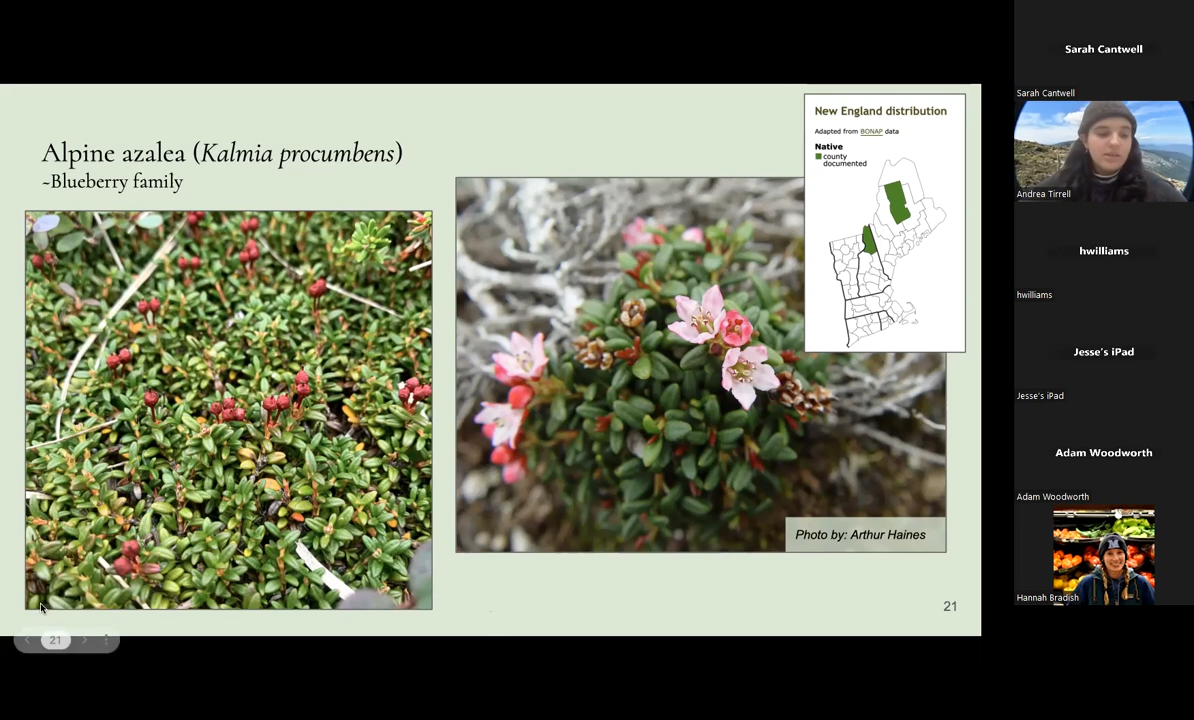 Alpine azalea (Kalmia procumbens)
~Blueberry family
New England distribution
Adapted from BONAP data
Native
county
documented
Photo by: Arthur Haines
21
21
Sarah Cantwell
Sarah Cantwell
Andrea Tirrell
hwilliams
hwilliams
Jesse's iPad
Jesse's iPad
Adam Woodworth
Adam Woodworth
M
Hannah Bradish